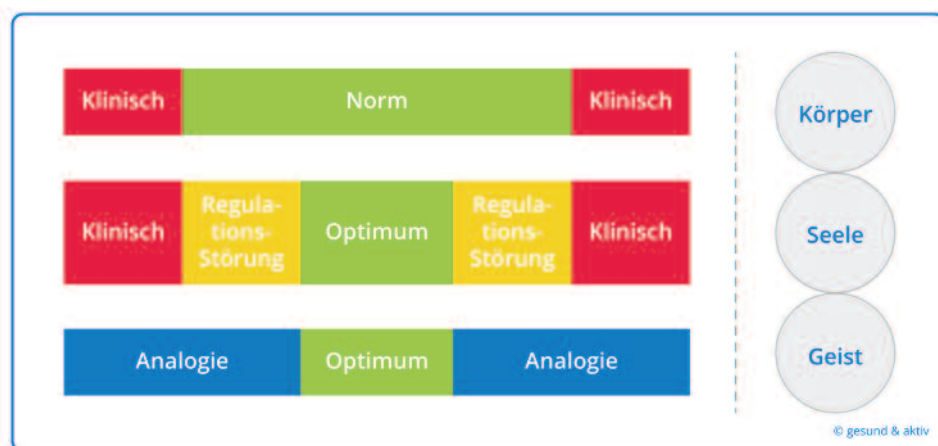 Klinisch Norm Klinisch
Körper
Klinisch Regula-
tions-
Störung Optimum Regula-
tions-
Störung Klinisch
Seele
Analogie Optimum Analogie
Geist
© gesund & aktiv